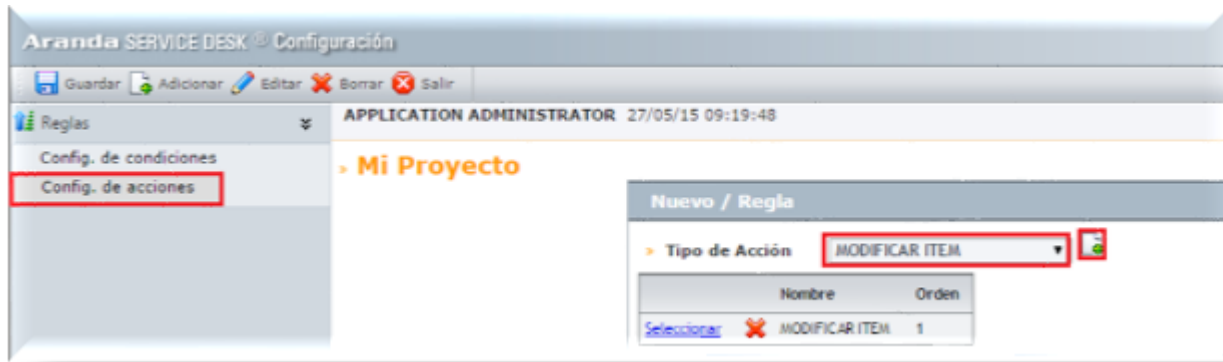 Aranda SERVICE DESK ® Configuración
Guardar Adicionar Editar Borrar Salir
Reglas
APPLICATION ADMINISTRATOR 27/05/15 09:19:48
Config. de condiciones
Config. de acciones
» Mi Proyecto
Nuevo / Regla
» Tipo de Acción MODIFICAR ITEM
Nombre Orden
Seleccionar MODIFICAR ITEM 1